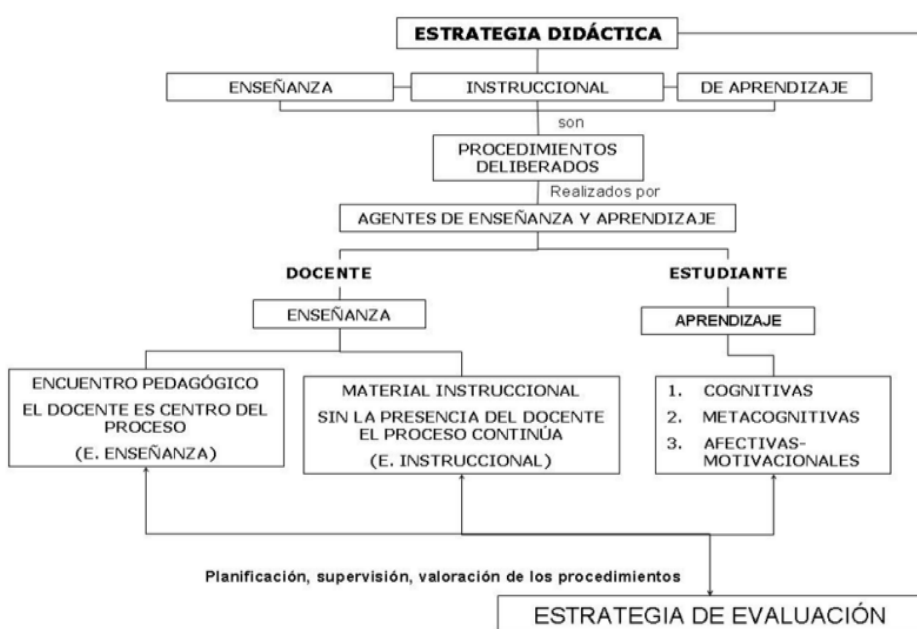 ESTRATEGIA DIDÁCTICA
ENSEÑANZA
INSTRUCCIONAL
DE APRENDIZAJE
son
PROCEDIMIENTOS
DELIBERADOS
Realizados por
AGENTES DE ENSEÑANZA Y APRENDIZAJE
DOCENTE
ESTUDIANTE
ENSEÑANZA
APRENDIZAJE
ENCUENTRO PEDAGÓGICO
EL DOCENTE ES CENTRO DEL
PROCESO
(E. ENSEÑANZA)
MATERIAL INSTRUCCIONAL
SIN LA PRESENCIA DEL DOCENTE
EL PROCESO CONTINÚA
(E. INSTRUCCIONAL)
1. COGNITIVAS
2. METACOGNITIVAS
3. AFECTIVAS-
MOTIVACIONALES
Planificación, supervisión, valoración de los procedimientos
ESTRATEGIA DE EVALUACIÓN